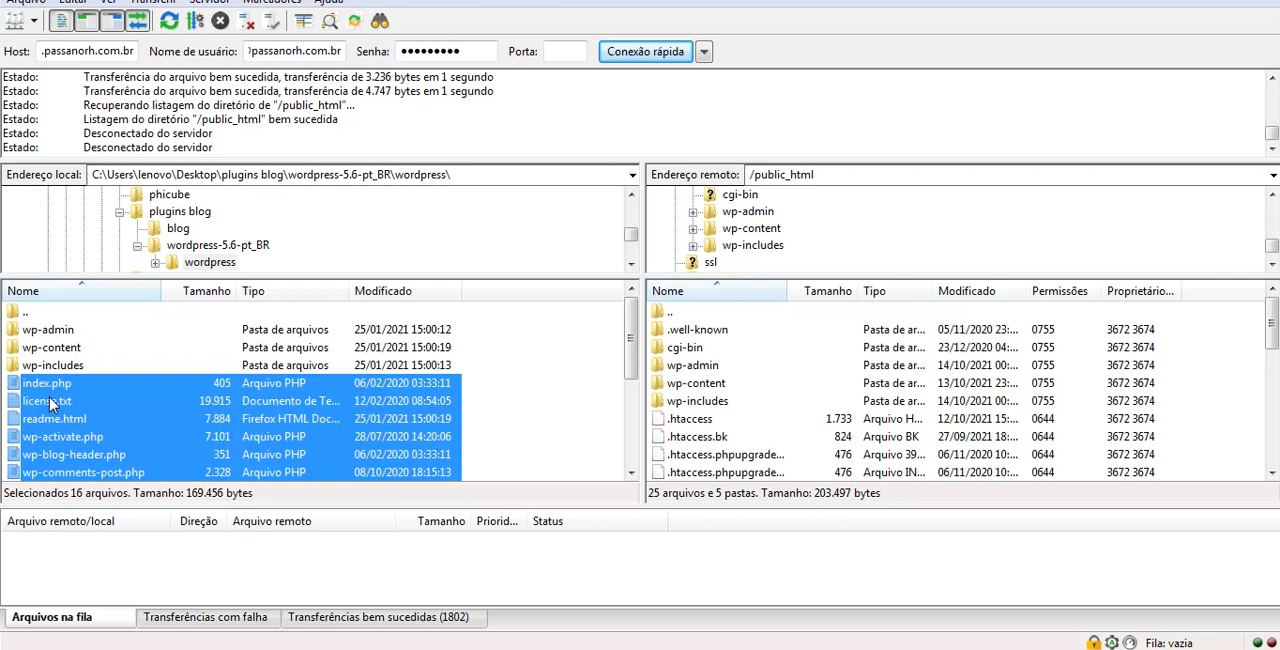 Arquivo Editar Ver Transferir Servidor Marcadores Ajuda
Host: .passanorh.com.br Nome de usuário: passanorh.com.br Senha: ●●●●●●●●● Porta: Conexão rápida
Estado: Transferência do arquivo bem sucedida, transferência de 3.236 bytes em 1 segundo
Estado: Transferência do arquivo bem sucedida, transferência de 4.747 bytes em 1 segundo
Estado: Recuperando listagem do diretório de "/public_html"...
Estado: Listagem do diretório "/public_html" bem sucedida
Estado: Desconectado do servidor
Estado: Desconectado do servidor
Endereço local: C:\Users\lenovo\Desktop\plugins blog\wordpress-5.6-pt_BR\wordpress\
phicube
plugins blog
blog
wordpress-5.6-pt_BR
wordpress
Endereço remoto: /public_html
cgi-bin
wp-admin
wp-content
wp-includes
ssl
Nome Tamanho Tipo Modificado
..
wp-admin Pasta de arquivos 25/01/2021 15:00:12
wp-content Pasta de arquivos 25/01/2021 15:00:19
wp-includes Pasta de arquivos 25/01/2021 15:00:13
index.php 405 Arquivo PHP 06/02/2020 03:33:11
license.txt 19.915 Documento de Te... 12/02/2020 08:54:05
readme.html 7.884 Firefox HTML Doc... 25/01/2021 15:00:19
wp-activate.php 7.101 Arquivo PHP 28/07/2020 14:20:06
wp-blog-header.php 351 Arquivo PHP 06/02/2020 03:33:11
wp-comments-post.php 2.328 Arquivo PHP 08/10/2020 18:15:13
Selecionados 16 arquivos. Tamanho: 169.456 bytes
Nome Tamanho Tipo Modificado Permissões Proprietário...
..
.well-known Pasta de ar... 05/11/2020 23:... 0755 3672 3674
cgi-bin Pasta de ar... 23/12/2020 04:... 0755 3672 3674
wp-admin Pasta de ar... 14/10/2021 00:... 0755 3672 3674
wp-content Pasta de ar... 13/10/2021 23:... 0755 3672 3674
wp-includes Pasta de ar... 14/10/2021 00:... 0755 3672 3674
.htaccess 1.733 Arquivo H... 12/10/2021 15:... 0644 3672 3674
.htaccess.bk 824 Arquivo BK 27/09/2021 18:... 0644 3672 3674
.htaccess.phpupgrade... 476 Arquivo 39... 06/11/2020 10:... 0644 3672 3674
.htaccess.phpupgrade... 476 Arquivo IN... 06/11/2020 10:... 0644 3672 3674
25 arquivos e 5 pastas. Tamanho: 203.497 bytes
Arquivo remoto/local Direção Arquivo remoto Tamanho Priorid... Status
Arquivos na fila Transferências com falha Transferências bem sucedidas (1802)
Fila: vazia